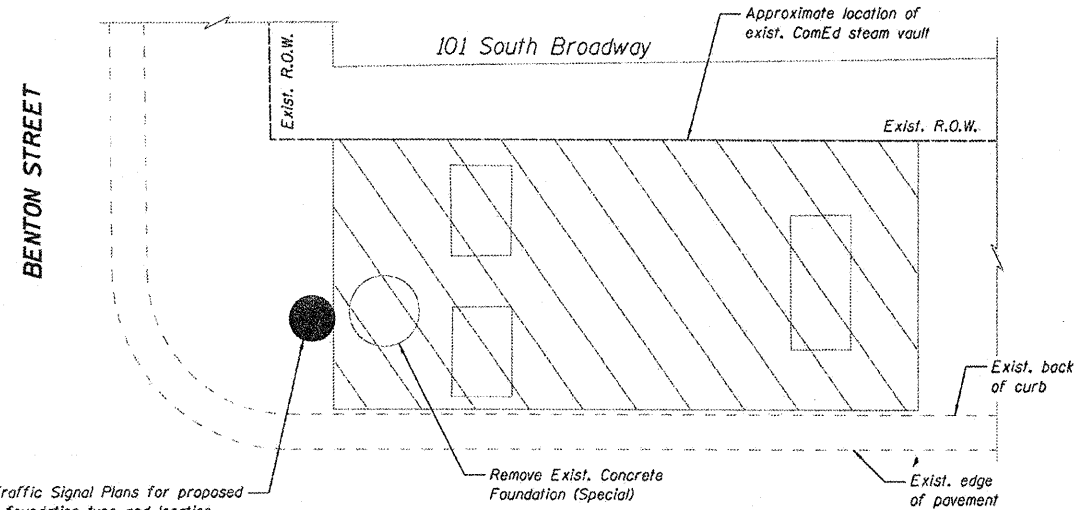 Approximate location of
exist. ComEd steam vault
101 South Broadway
Exist. R.O.W.
Exist. R.O.W.
BENTON STREET
Exist. back
of curb
Remove Exist. Concrete
Foundation (Special)
Exist. edge
of pavement
Traffic Signal Plans for proposed
foundation type and location